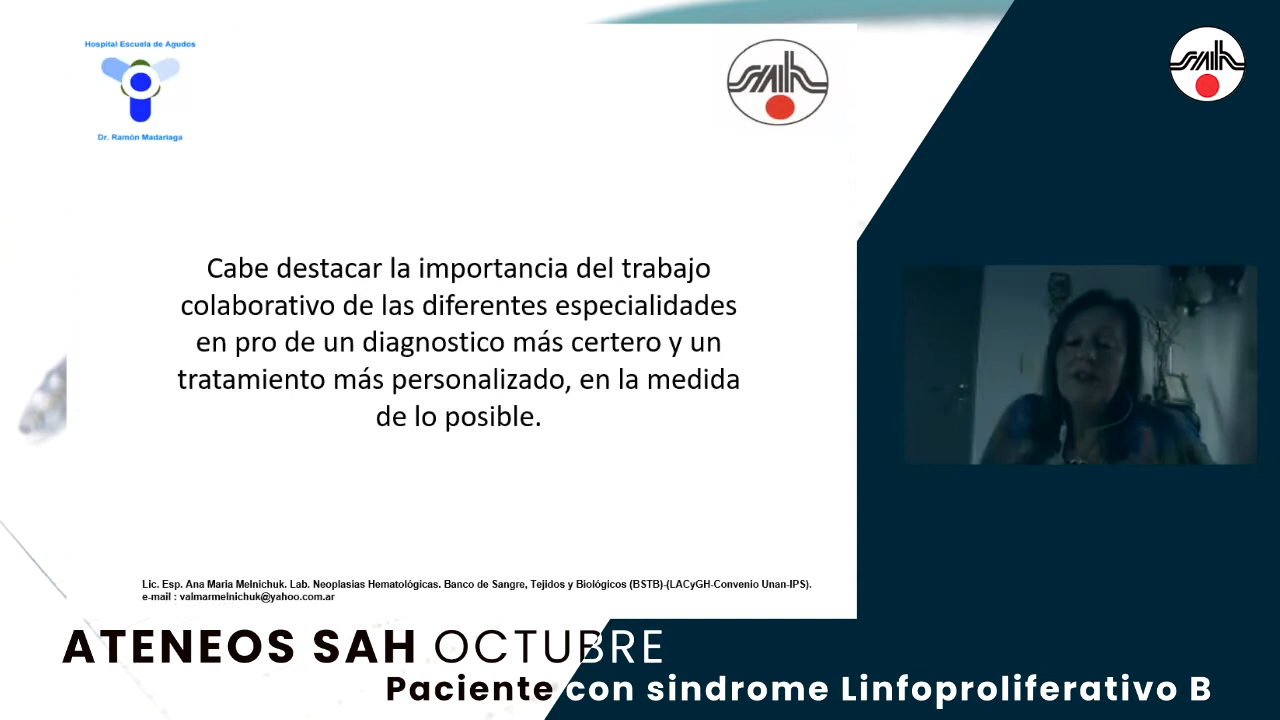 Hospital Escuela de Agudos
Dr. Ramón Madariaga
Cabe destacar la importancia del trabajo
colaborativo de las diferentes especialidades
en pro de un diagnostico más certero y un
tratamiento más personalizado, en la medida
de lo posible.
Lic. Esp. Ana Maria Melnichuk. Lab. Neoplasias Hematológicas. Banco de Sangre, Tejidos y Biológicos (BSTB)-(LACyGH-Convenio Unan-IPS).
e-mail : valmarmelnichuk@yahoo.com.ar
ATENEOS SAH OCTUBRE
Paciente con sindrome Linfoproliferativo B